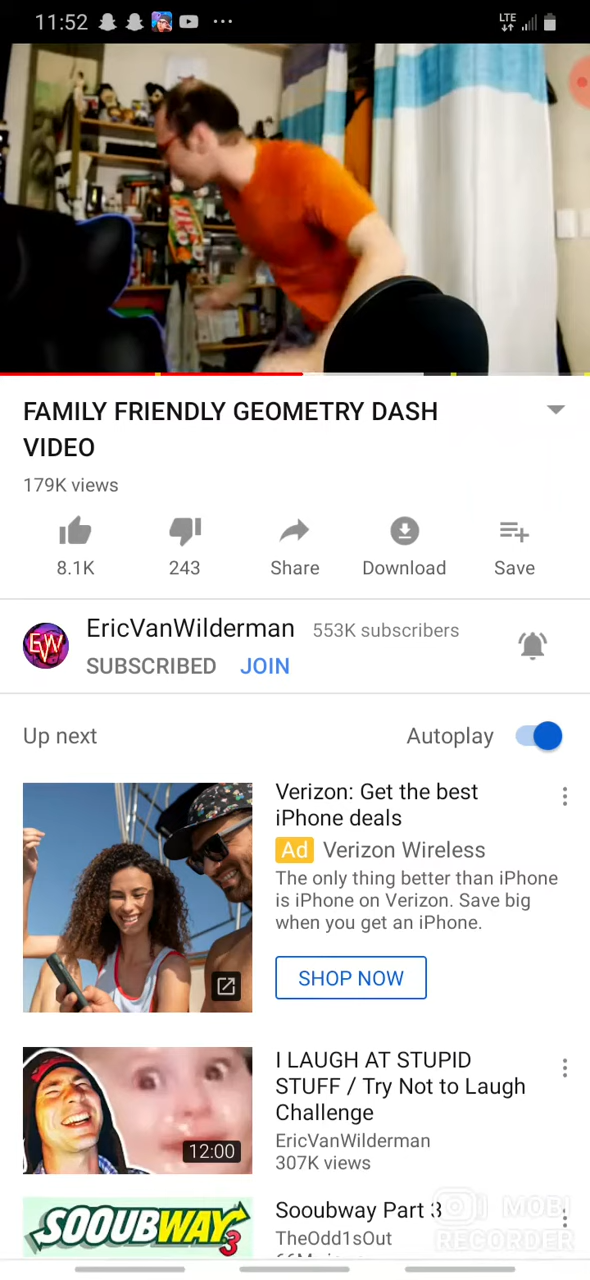 11:52
LTE
FAMILY FRIENDLY GEOMETRY DASH
VIDEO
179K views
8.1K
243
Share
Download
Save
EW
EricVanWilderman 553K subscribers
SUBSCRIBED JOIN
Up next
Autoplay
Verizon: Get the best
iPhone deals
Ad Verizon Wireless
The only thing better than iPhone
is iPhone on Verizon. Save big
when you get an iPhone.
SHOP NOW
I LAUGH AT STUPID
STUFF / Try Not to Laugh
Challenge
EricVanWilderman
307K views
12:00
SOOUBWAY 3
Sooubway Part 3
TheOdd1sOut
MOBI
RECORDER